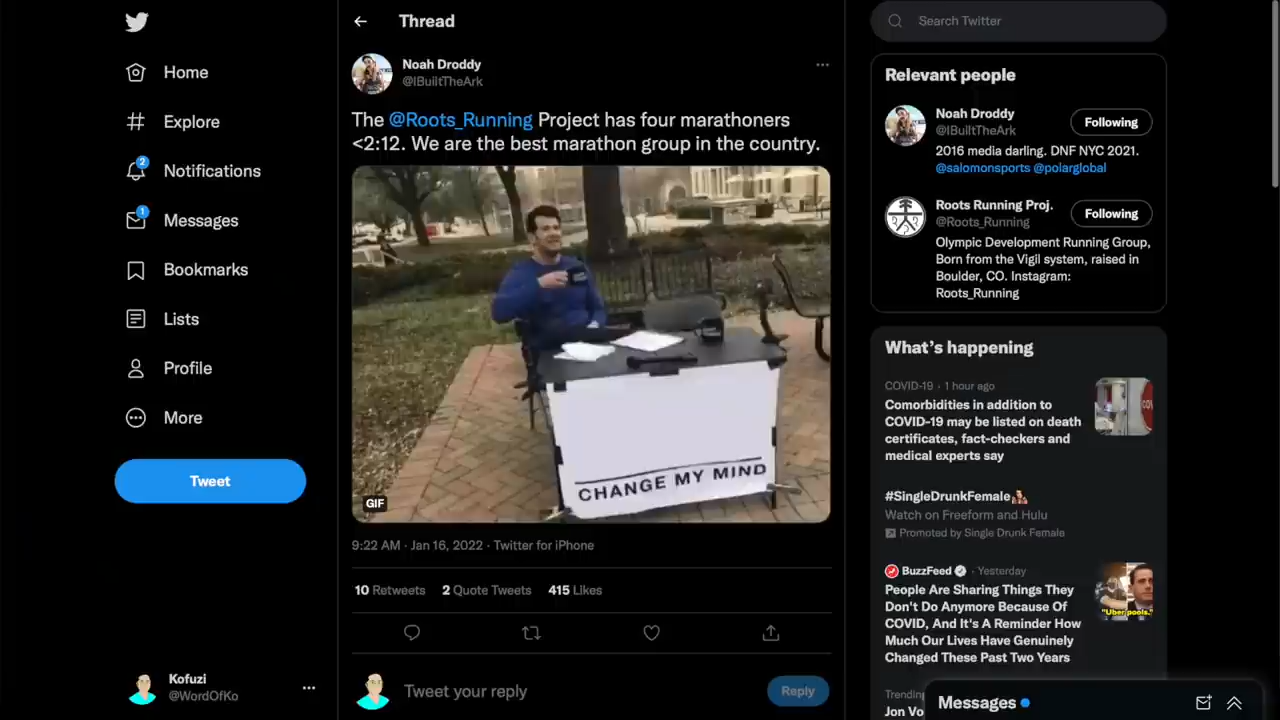 Home
Explore
2
Notifications
1
Messages
Bookmarks
Lists
Profile
More
Tweet
Kofuzi
@WordOfKo
Thread
Noah Droddy
@IBuiltTheArk
The @Roots_Running Project has four marathoners
<2:12. We are the best marathon group in the country.
CHANGE MY MIND
GIF
9:22 AM · Jan 16, 2022 · Twitter for iPhone
10 Retweets 2 Quote Tweets 415 Likes
Tweet your reply
Reply
Search Twitter
Relevant people
Noah Droddy
@IBuiltTheArk
Following
2016 media darling. DNF NYC 2021.
@salomonsports @polarglobal
Roots Running Proj.
@Roots_Running
Following
Olympic Development Running Group,
Born from the Vigil system, raised in
Boulder, CO. Instagram:
Roots_Running
What's happening
COVID-19 · 1 hour ago
Comorbidities in addition to
COVID-19 may be listed on death
certificates, fact-checkers and
medical experts say
#SingleDrunkFemale
Watch on Freeform and Hulu
Promoted by Single Drunk Female
BuzzFeed · Yesterday
People Are Sharing Things They
Don't Do Anymore Because Of
COVID, And It's A Reminder How
Much Our Lives Have Genuinely
Changed These Past Two Years
"Uber pools."
Trending
Jon Vo
Messages